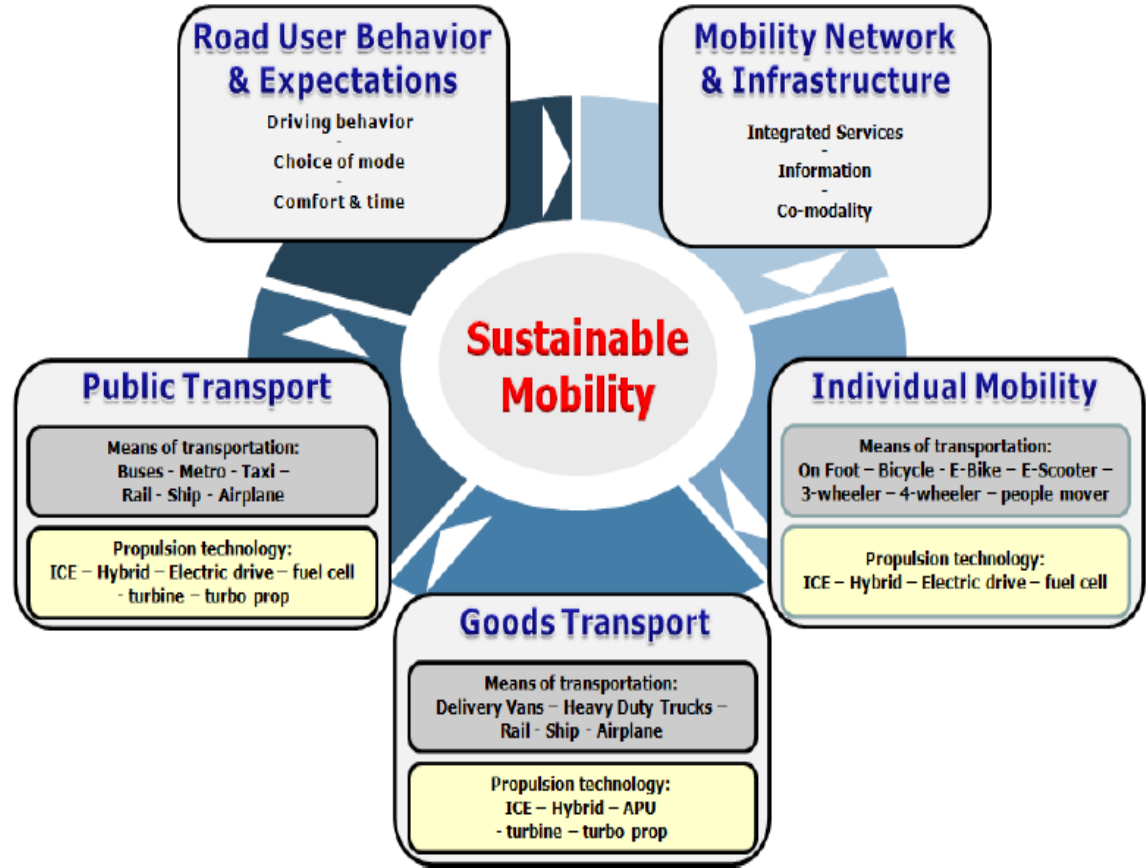 Road User Behavior
& Expectations
Driving behavior
-
Choice of mode
-
Comfort & time
Mobility Network
& Infrastructure
Integrated Services
-
Information
-
Co-modality
Sustainable
Mobility
Public Transport
Means of transportation:
Buses - Metro - Taxi –
Rail - Ship - Airplane
Propulsion technology:
ICE – Hybrid – Electric drive – fuel cell
- turbine – turbo prop
Individual Mobility
Means of transportation:
On Foot – Bicycle - E-Bike – E-Scooter –
3-wheeler – 4-wheeler – people mover
Propulsion technology:
ICE – Hybrid – Electric drive – fuel cell
Goods Transport
Means of transportation:
Delivery Vans – Heavy Duty Trucks –
Rail - Ship - Airplane
Propulsion technology:
ICE – Hybrid – APU
- turbine – turbo prop